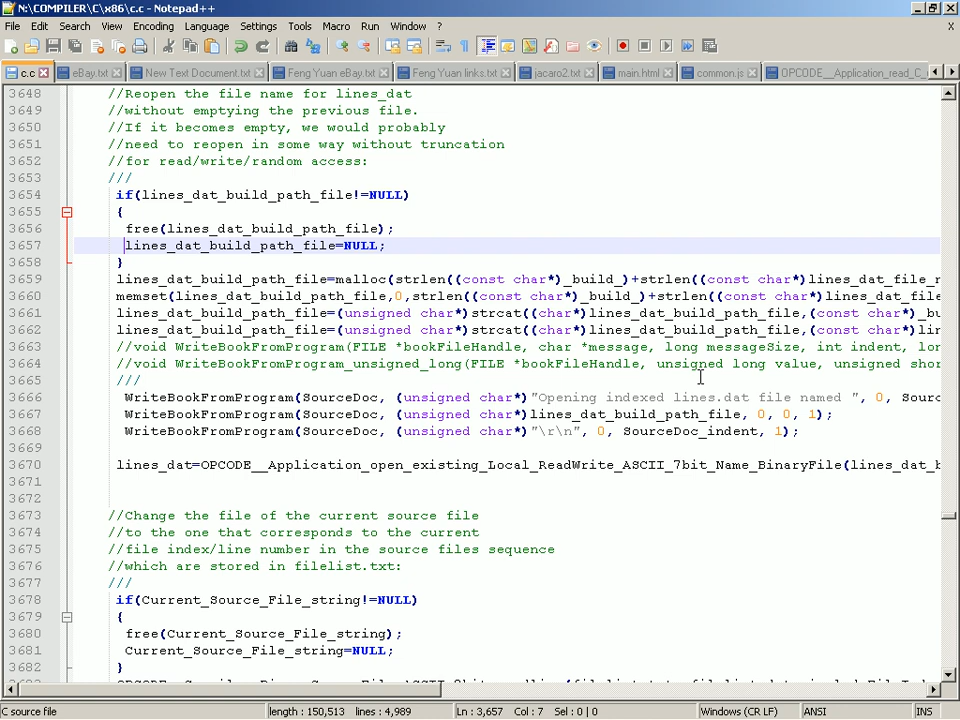 N:\COMPILER\C\x86\c.c - Notepad++
File Edit Search View Encoding Language Settings Tools Macro Run Window ?
X
c.c eBay.txt New Text Document.txt Feng Yuan eBay.txt Feng Yuan links.txt jacaro2.txt main.html common.js OPCODE__Application_read_C_
3648 //Reopen the file name for lines_dat
3649 //without emptying the previous file.
3650 //If it becomes empty, we would probably
3651 //need to reopen in some way without truncation
3652 //for read/write/random access:
3653 ///
3654 if(lines_dat_build_path_file!=NULL)
3655 {
3656 free(lines_dat_build_path_file);
3657 lines_dat_build_path_file=NULL;
3658 }
3659 lines_dat_build_path_file=malloc(strlen((const char*)_build_)+strlen((const char*)lines_dat_file_n
3660 memset(lines_dat_build_path_file,0,strlen((const char*)_build_)+strlen((const char*)lines_dat_file
3661 lines_dat_build_path_file=(unsigned char*)strcat((char*)lines_dat_build_path_file,(const char*)_bu
3662 lines_dat_build_path_file=(unsigned char*)strcat((char*)lines_dat_build_path_file,(const char*)lin
3663 //void WriteBookFromProgram(FILE *bookFileHandle, char *message, long messageSize, int indent, lon
3664 //void WriteBookFromProgram_unsigned_long(FILE *bookFileHandle, unsigned long value, unsigned shor
3665 ///
3666 WriteBookFromProgram(SourceDoc, (unsigned char*)"Opening indexed lines.dat file named ", 0, Sourc
3667 WriteBookFromProgram(SourceDoc, (unsigned char*)lines_dat_build_path_file, 0, 0, 1);
3668 WriteBookFromProgram(SourceDoc, (unsigned char*)"\r\n", 0, SourceDoc_indent, 1);
3669
3670 lines_dat=OPCODE__Application_open_existing_Local_ReadWrite_ASCII_7bit_Name_BinaryFile(lines_dat_b
3671
3672
3673 //Change the file of the current source file
3674 //to the one that corresponds to the current
3675 //file index/line number in the source files sequence
3676 //which are stored in filelist.txt:
3677 ///
3678 if(Current_Source_File_string!=NULL)
3679 {
3680 free(Current_Source_File_string);
3681 Current_Source_File_string=NULL;
3682 }
C source file length : 150,513 lines : 4,989 Ln : 3,657 Col : 7 Sel : 0 | 0 Windows (CR LF) ANSI INS